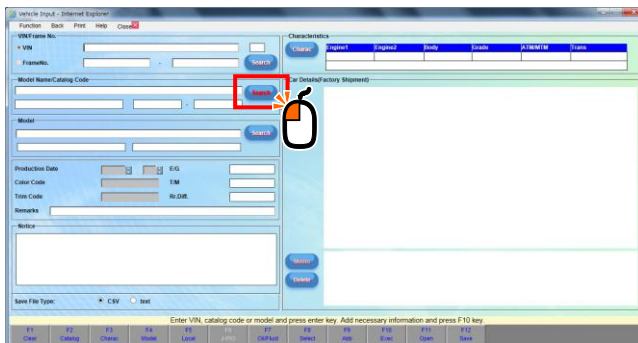 Vehicle Input - Internet Explorer
Function Back Print Help Close
VIN/Frame No.
VIN
FrameNo.
-
Search
Model Name/Catalog Code
Search
-
Model
Search
Production Date
E/G
Color Code
T/M
Trim Code
Rr.Diff.
Remarks
Notice
Save File Type:
CSV text
Characteristics
Charac
Engine1 Engine2 Body Grade ATM/MTM Trans
Car Details(Factory Shipment)
Memo
Delete
Enter VIN, catalog code or model and press enter key. Add necessary information and press F10 key.
F1 F2 F3 F4 F5 F6 F7 F8 F9 F10 F11 F12
Clear Catalog Charac Model Local Oil/Fluid Select Abb Exec Open Save